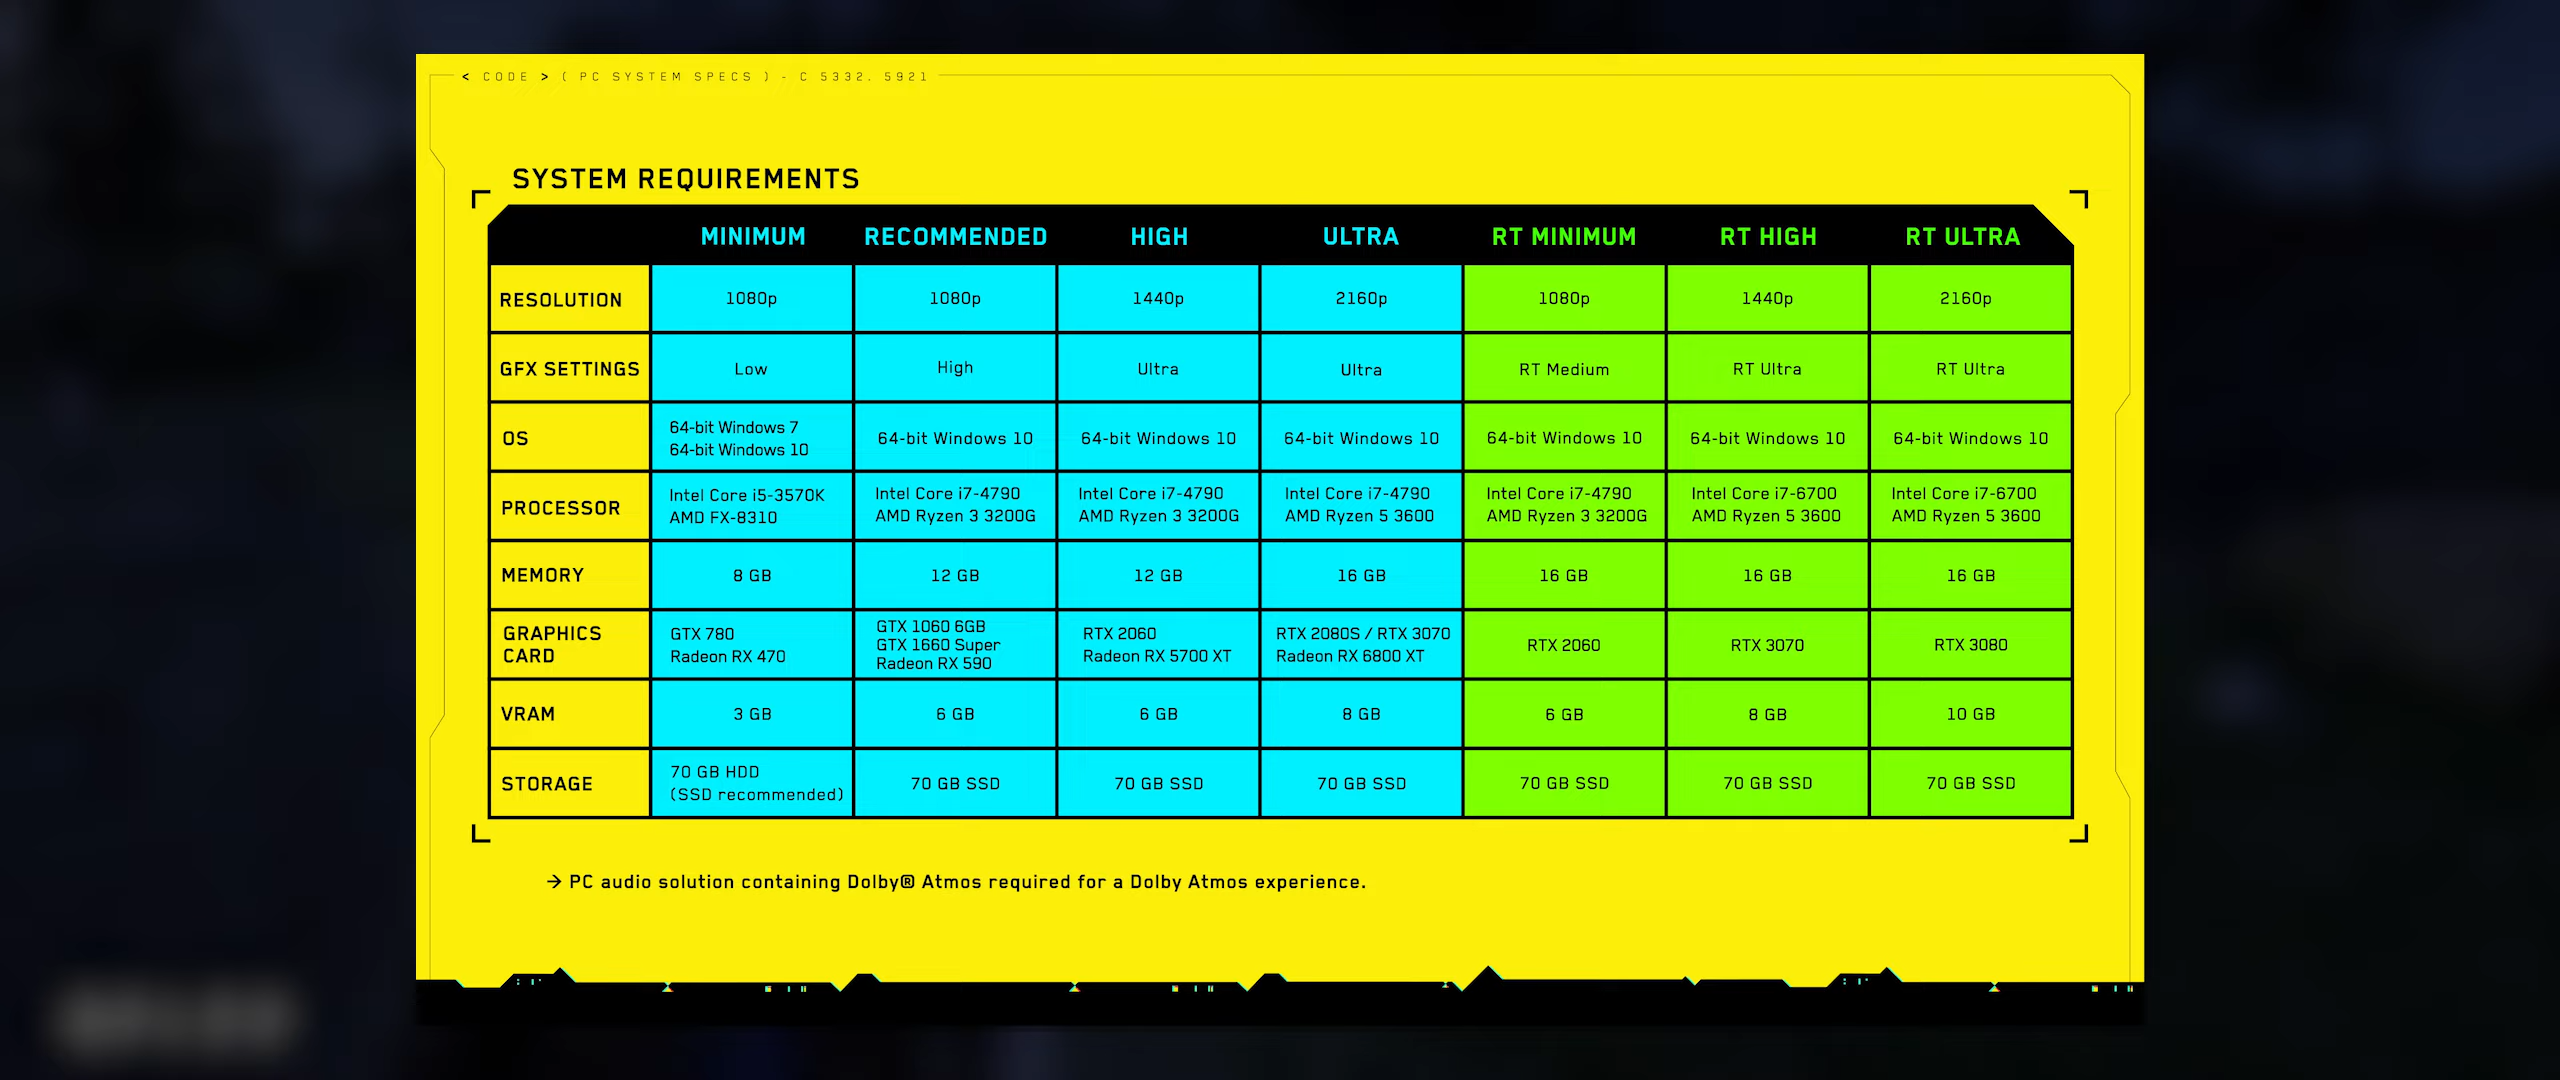 < CODE > ( PC SYSTEM SPECS ) - C 5332. 5921
SYSTEM REQUIREMENTS
MINIMUM RECOMMENDED HIGH ULTRA RT MINIMUM RT HIGH RT ULTRA
RESOLUTION 1080p 1080p 1440p 2160p 1080p 1440p 2160p
GFX SETTINGS Low High Ultra Ultra RT Medium RT Ultra RT Ultra
OS 64-bit Windows 7
64-bit Windows 10 64-bit Windows 10 64-bit Windows 10 64-bit Windows 10 64-bit Windows 10 64-bit Windows 10 64-bit Windows 10
PROCESSOR Intel Core i5-3570K Intel Core i7-4790 Intel Core i7-4790 Intel Core i7-4790 Intel Core i7-4790 Intel Core i7-6700 Intel Core i7-6700
AMD FX-8310 AMD Ryzen 3 3200G AMD Ryzen 3 3200G AMD Ryzen 5 3600 AMD Ryzen 3 3200G AMD Ryzen 5 3600 AMD Ryzen 5 3600
MEMORY 8 GB 12 GB 12 GB 16 GB 16 GB 16 GB 16 GB
GRAPHICS GTX 780 GTX 1060 6GB RTX 2060 RTX 2080S / RTX 3070
GTX 1660 Super RTX 2060 RTX 3070 RTX 3080
CARD Radeon RX 470 Radeon RX 590 Radeon RX 5700 XT Radeon RX 6800 XT
VRAM 3 GB 6 GB 6 GB 8 GB 6 GB 8 GB 10 GB
STORAGE 70 GB HDD 70 GB SSD 70 GB SSD 70 GB SSD 70 GB SSD 70 GB SSD 70 GB SSD
(SSD recommended)
→ PC audio solution containing Dolby® Atmos required for a Dolby Atmos experience.